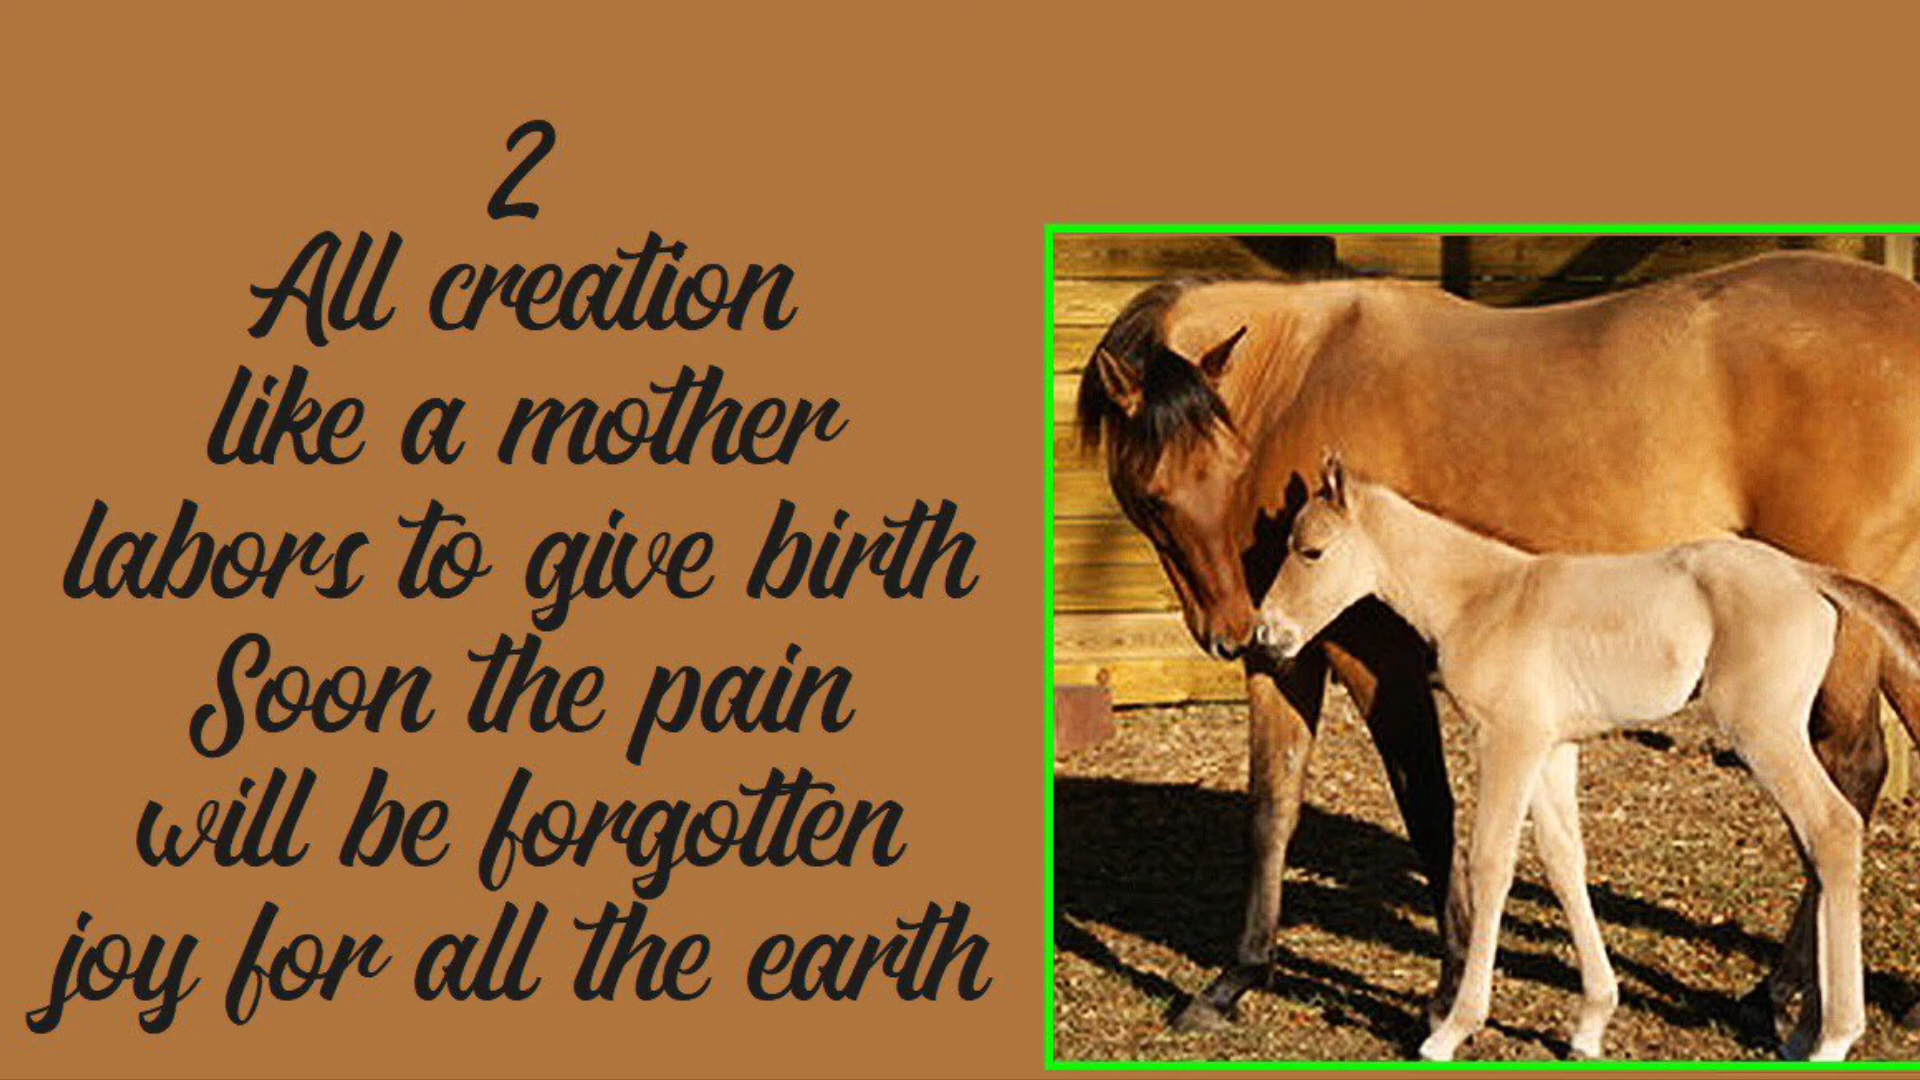 2
All creation
like a mother
labors to give birth
Soon the pain
will be forgotten
joy for all the earth